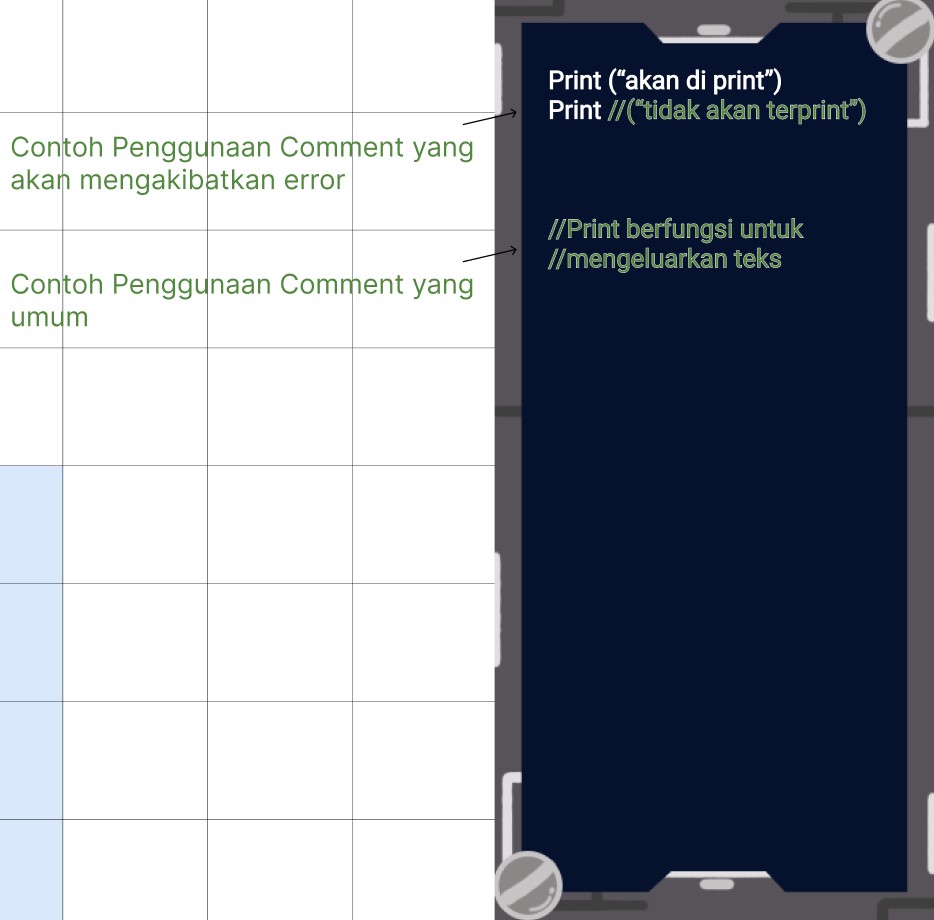 Contoh Penggunaan Comment yang
akan mengakibatkan error
Contoh Penggunaan Comment yang
umum
Print (“akan di print”)
Print //(“tidak akan terprint”)
//Print berfungsi untuk
//mengeluarkan teks